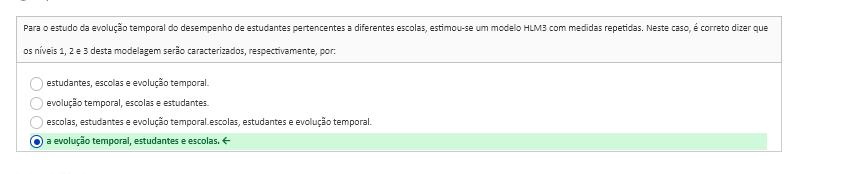 Para o estudo da evolução temporal do desempenho de estudantes pertencentes a diferentes escolas, estimou-se um modelo HLM3 com medidas repetidas. Neste caso, é correto dizer que
os níveis 1, 2 e 3 desta modelagem serão caracterizados, respectivamente, por:
estudantes, escolas e evolução temporal.
evolução temporal, escolas e estudantes.
escolas, estudantes e evolução temporal.escolas, estudantes e evolução temporal.
a evolução temporal, estudantes e escolas. ←